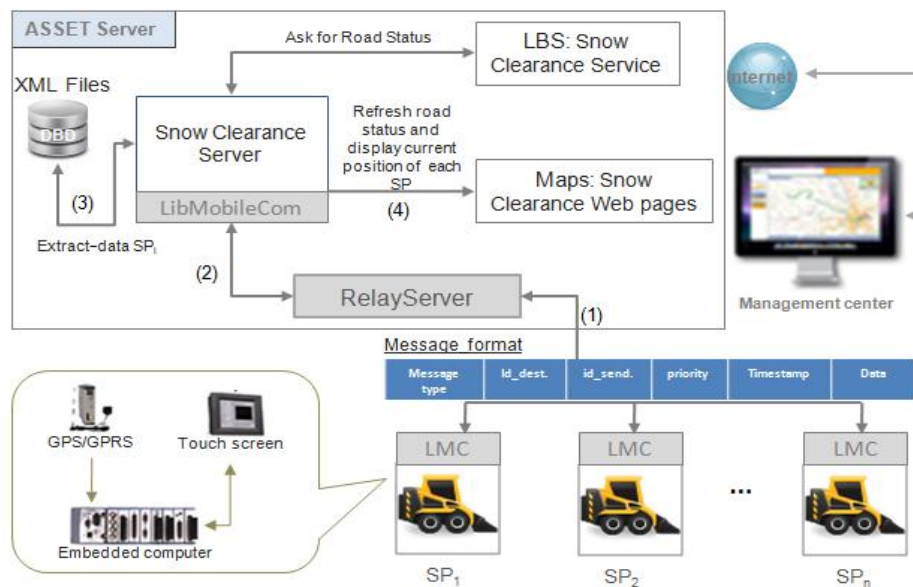 ASSET Server
XML Files
DBD
Ask for Road Status
LBS: Snow
Clearance Service
Internet
Snow Clearance
Server
LibMobileCom
Refresh road
status and
display current
position of each
SP
(4)
Maps: Snow
Clearance Web pages
(3)
Extract–data SPᵢ
(2)
RelayServer
(1)
Management center
Message_format
Message
type
Id_dest.
id_send.
priority
Timestamp
Data
GPS/GPRS
Touch screen
Embedded computer
LMC
LMC
LMC
...
SP₁
SP₂
SPₙ